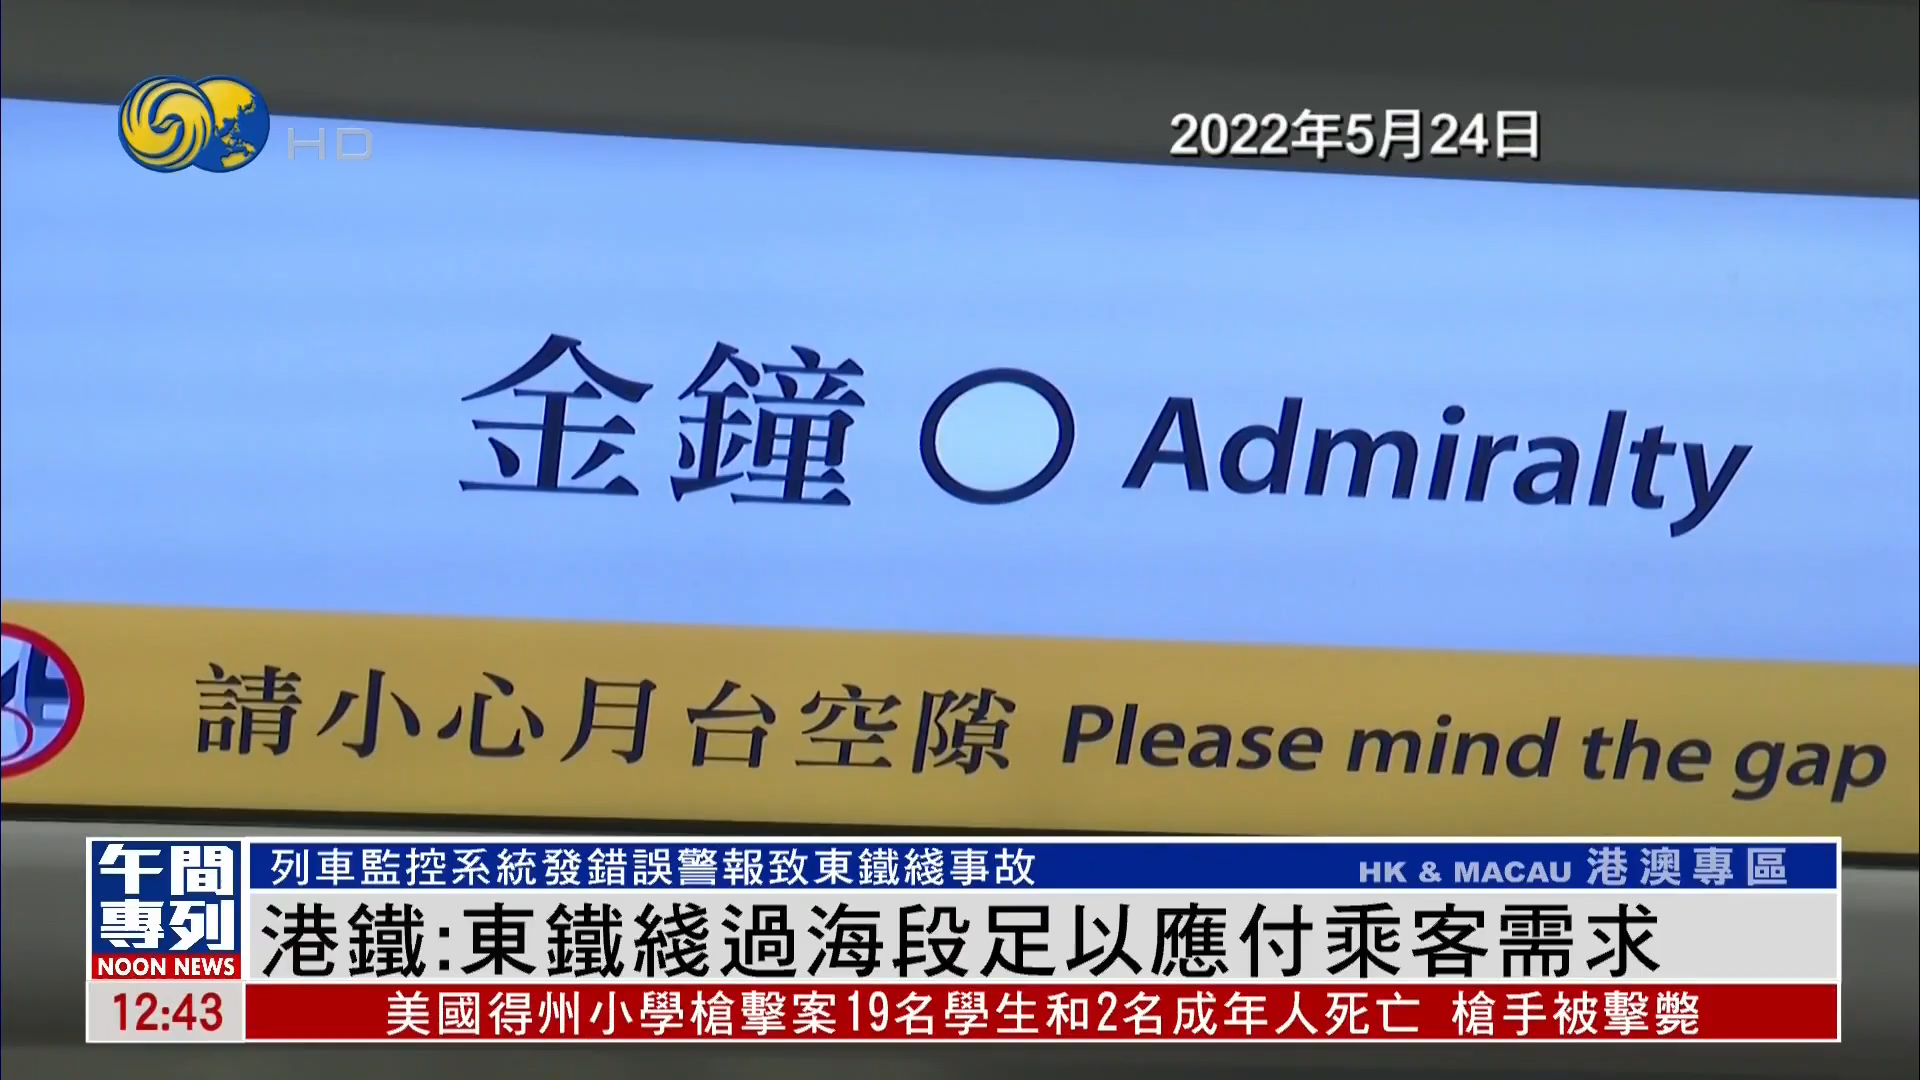 HD
2022年5月24日
金鐘 Admiralty
請小心月台空隙 Please mind the gap
午間專列
NOON NEWS
列車監控系統發錯誤警報致東鐵綫事故
HK & MACAU 港澳專區
港鐵:東鐵綫過海段足以應付乘客需求
12:43
美國得州小學槍擊案19名學生和2名成年人死亡 槍手被擊斃